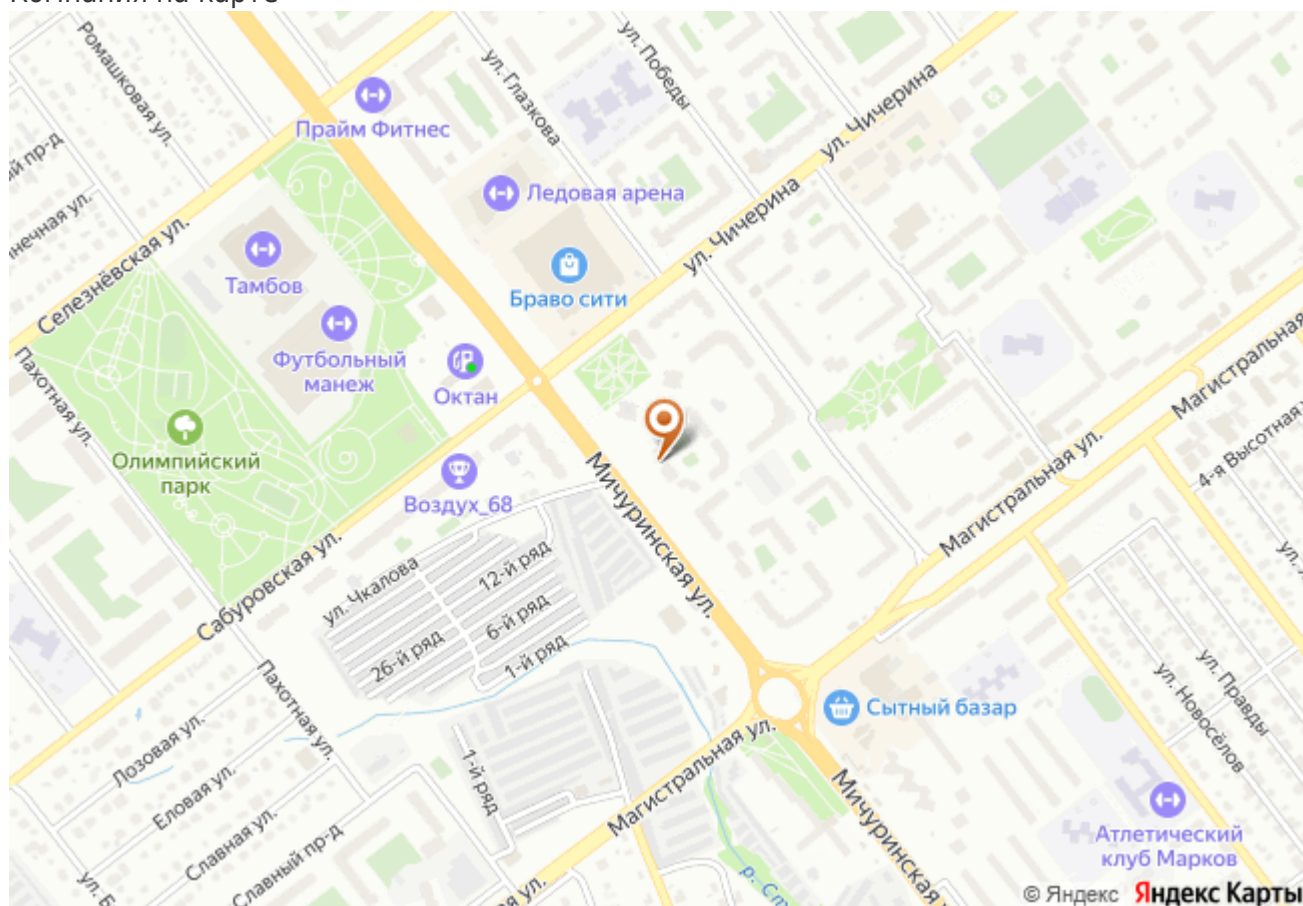 Компания на карте
Ромашковая ул.
ул. Глазкова
ул. Победы
ул. Чичерина
Прайм Фитнес
Ледовая арена
ул. Чичерина
Селезнёвская ул.
Тамбов
Браво сити
Футбольный
манеж
Октан
Пахотная ул.
Олимпийский
парк
Воздух_68
Мичуринская ул.
Магистральная
Магистральная ул.
4-я Высотная
Сабуровская ул.
ул. Чкалова
12-й ряд
6-й ряд
26-й ряд
1-й ряд
Пахотная ул.
Сытный базар
ул. Правды
ул. Новосёлов
Лозовая ул.
Еловая ул.
Славная ул.
Славный пр-д
1-й ряд
Магистральная ул.
Мичуринская
Атлетический
клуб Марков
© Яндекс Яндекс Карты